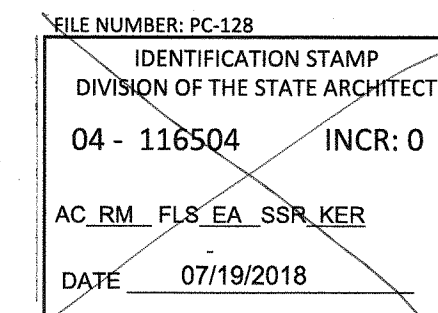 FILE NUMBER: PC-128
IDENTIFICATION STAMP
DIVISION OF THE STATE ARCHITECT
04 - 116504 INCR: 0
AC RM FLS EA SSR KER
DATE 07/19/2018